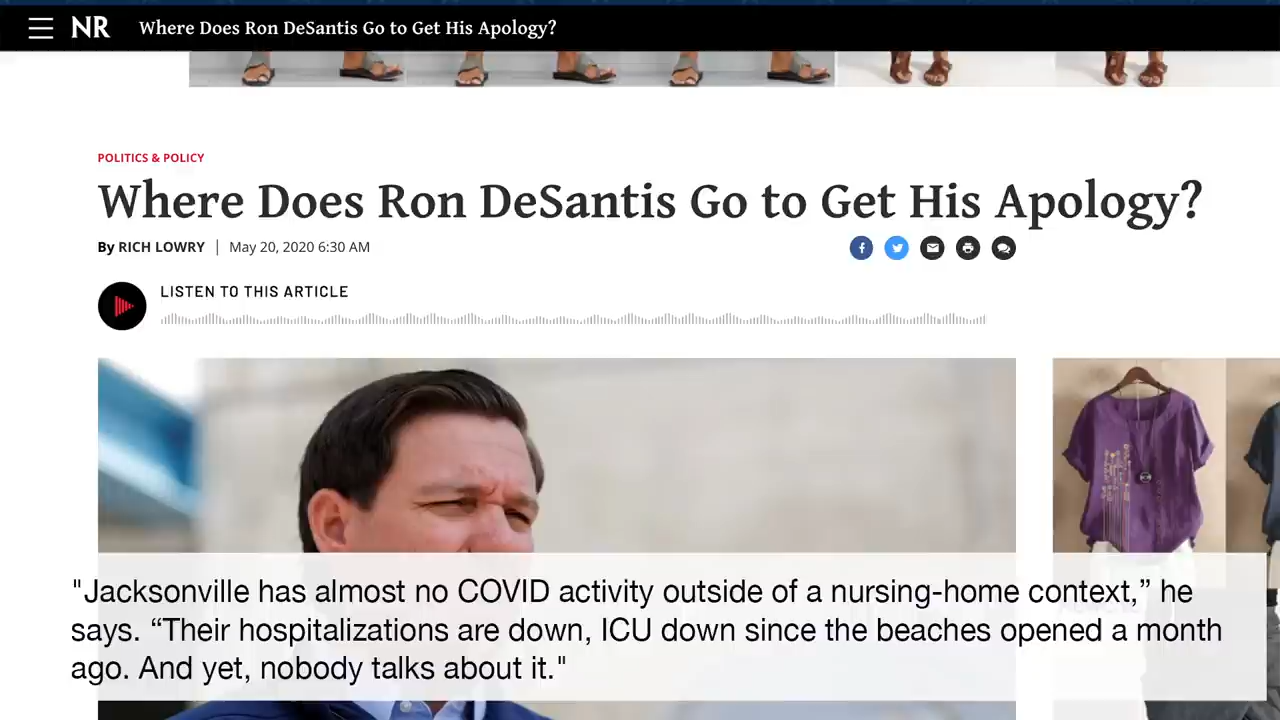 NR Where Does Ron DeSantis Go to Get His Apology?
POLITICS & POLICY
Where Does Ron DeSantis Go to Get His Apology?
By RICH LOWRY | May 20, 2020 6:30 AM
LISTEN TO THIS ARTICLE
"Jacksonville has almost no COVID activity outside of a nursing-home context,” he
says. “Their hospitalizations are down, ICU down since the beaches opened a month
ago. And yet, nobody talks about it."